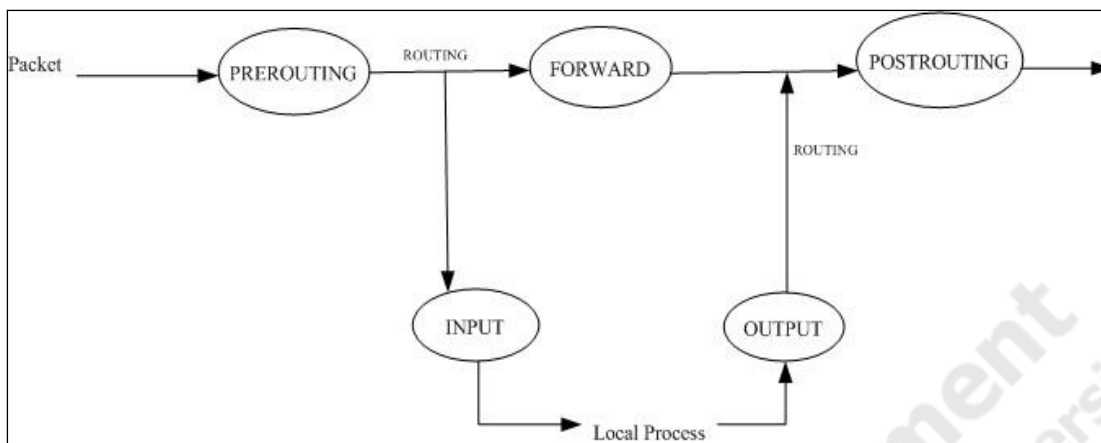 Packet
PREROUTING
ROUTING
FORWARD
POSTROUTING
ROUTING
INPUT
OUTPUT
Local Process